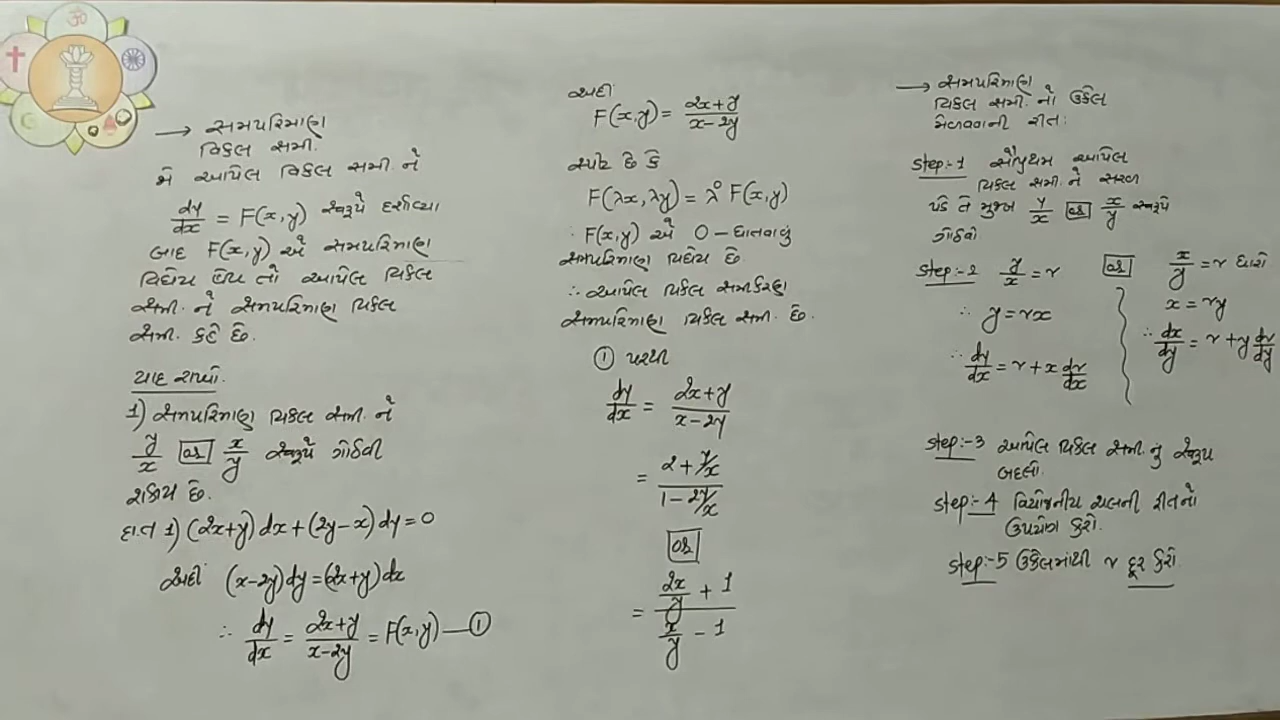 → સમપરિમાણ
વિકલ સમી.
જો આપેલ વિકલ સમી. ને
dy/dx = F(x,y) સ્વરૂપે દર્શાવ્યા
બાદ F(x,y) એ સમપરિમાણ
વિધેય હોય તો આપેલ વિકલ
સમી. ને સમપરિમાણ વિકલ
સમી. કહે છે.
યાદ રાખો.
1) સમપરિમાણ વિકલ સમી. ને
y/x or x/y સ્વરૂપે ગોઠવી
શકાય છે.
દા.ત 1) (2x+y) dx + (2y-x) dy = 0
અહીં (x-2y) dy = (2x+y) dx
∴ dy/dx = 2x+y / x-2y = F(x,y) — ①
અહીં
F(x,y) = 2x+y / x-2y
સ્પષ્ટ છે કે
F(λx, λy) = λ⁰ F(x,y)
∴ F(x,y) એ 0 - ઘાતવાળું
સમપરિમાણ વિધેય છે.
∴ આપેલ વિકલ સમીકરણ
સમપરિમાણ વિકલ સમી. છે.
① પરથી
dy/dx = 2x+y / x-2y
= 2 + y/x / 1 - 2y/x
or
= 2x/y + 1 / x/y - 1
→ સમપરિમાણ
વિકલ સમી. નો ઉકેલ
મેળવવાની રીત:
Step:-1 સૌપ્રથમ આપેલ
વિકલ સમી. ને સરળ
પડે તે મુજબ y/x or x/y સ્વરૂપે
ગોઠવો
Step:-2 y/x = v or x/y = v ધારો
∴ y = vx
∴ dy/dx = v + x dv/dx
x = vy
∴ dx/dy = v + y dv/dy
Step:-3 આપેલ વિકલ સમી. નું સ્વરૂપ
બદલો.
Step:-4 વિયોજનીય ચલની રીતનો
ઉપયોગ કરો.
Step:-5 ઉકેલમાંથી v દૂર કરો.